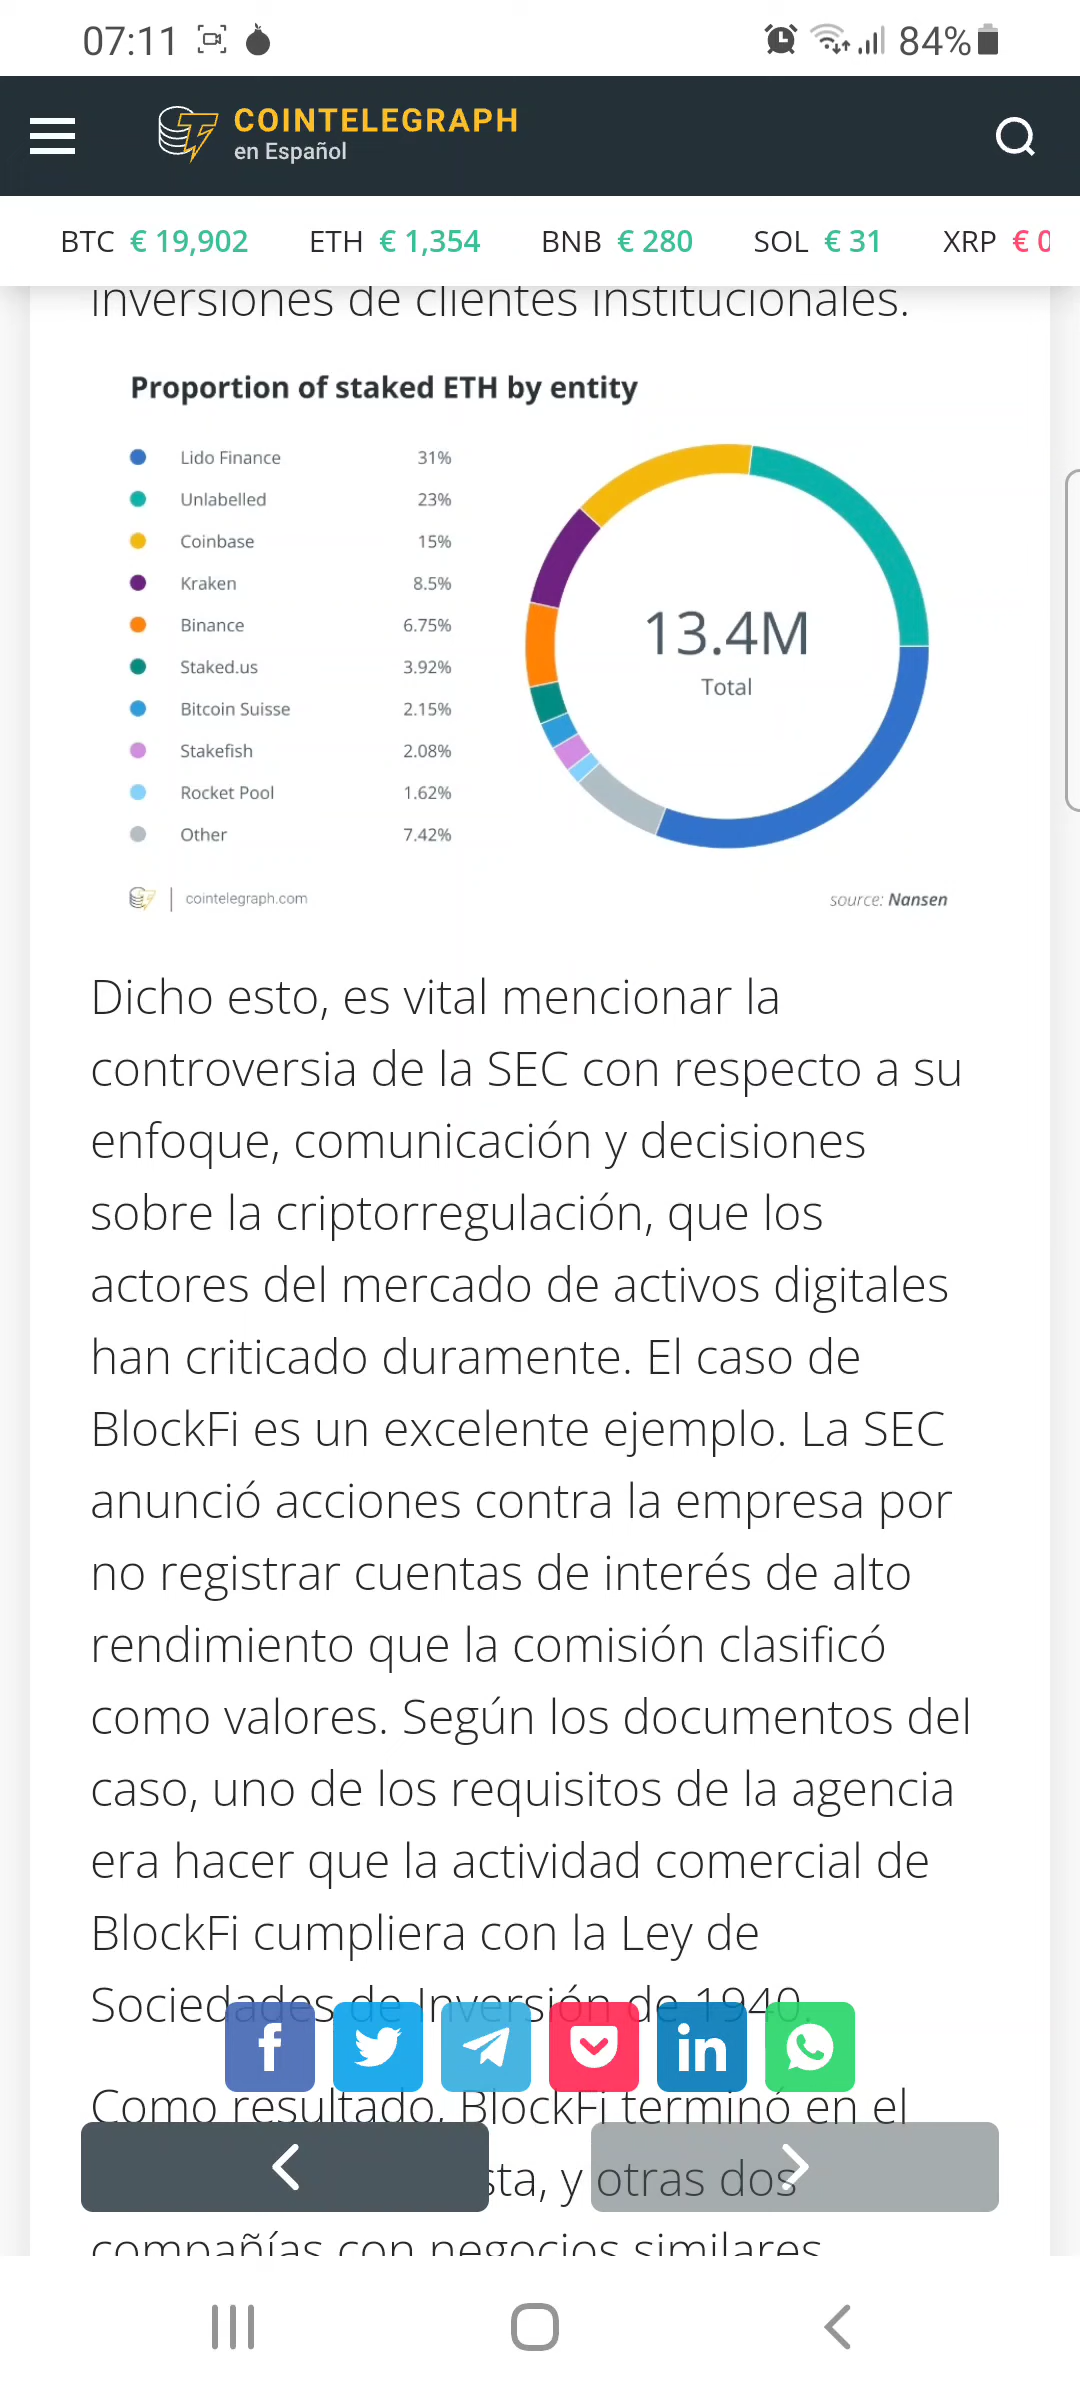 07:11
84%
COINTELEGRAPH
en Español
BTC € 19,902 ETH € 1,354 BNB € 280 SOL € 31 XRP € 0
inversiones de clientes institucionales.
Proportion of staked ETH by entity
Lido Finance 31%
Unlabelled 23%
Coinbase 15%
Kraken 8.5%
Binance 6.75%
Staked.us 3.92%
Bitcoin Suisse 2.15%
Stakefish 2.08%
Rocket Pool 1.62%
Other 7.42%
13.4M
Total
cointelegraph.com
source: Nansen
Dicho esto, es vital mencionar la
controversia de la SEC con respecto a su
enfoque, comunicación y decisiones
sobre la criptorregulación, que los
actores del mercado de activos digitales
han criticado duramente. El caso de
BlockFi es un excelente ejemplo. La SEC
anunció acciones contra la empresa por
no registrar cuentas de interés de alto
rendimiento que la comisión clasificó
como valores. Según los documentos del
caso, uno de los requisitos de la agencia
era hacer que la actividad comercial de
BlockFi cumpliera con la Ley de
Sociedades de Inversión de 1940.
Como resultado, BlockFi terminó en el
y otras dos
compañías con negocios similares